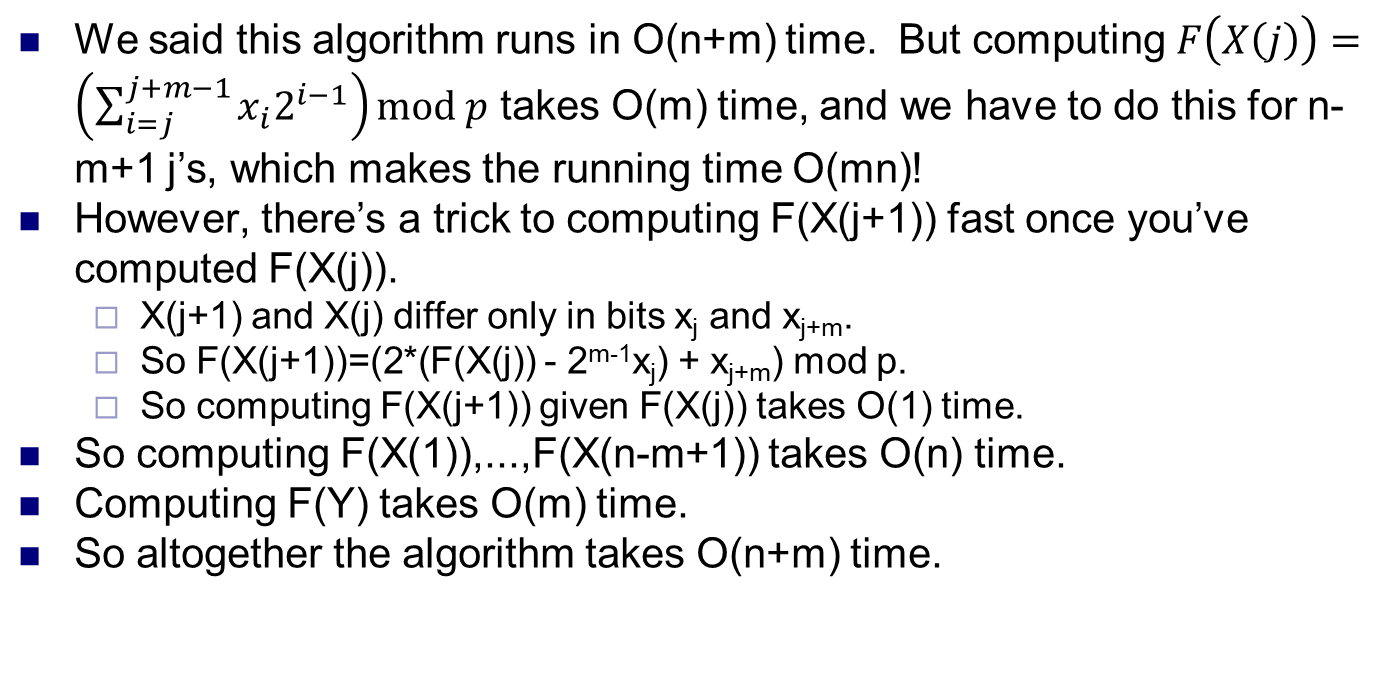 ■ We said this algorithm runs in O(n+m) time. But computing F(X(j)) =
(∑_{i=j}^{j+m−1} x_i 2^{i−1}) mod p takes O(m) time, and we have to do this for n-
m+1 j's, which makes the running time O(mn)!
■ However, there's a trick to computing F(X(j+1)) fast once you've
computed F(X(j)).
□ X(j+1) and X(j) differ only in bits x_j and x_{j+m}.
□ So F(X(j+1))=(2*(F(X(j)) - 2^{m-1}x_j) + x_{j+m}) mod p.
□ So computing F(X(j+1)) given F(X(j)) takes O(1) time.
■ So computing F(X(1)),...,F(X(n-m+1)) takes O(n) time.
■ Computing F(Y) takes O(m) time.
■ So altogether the algorithm takes O(n+m) time.